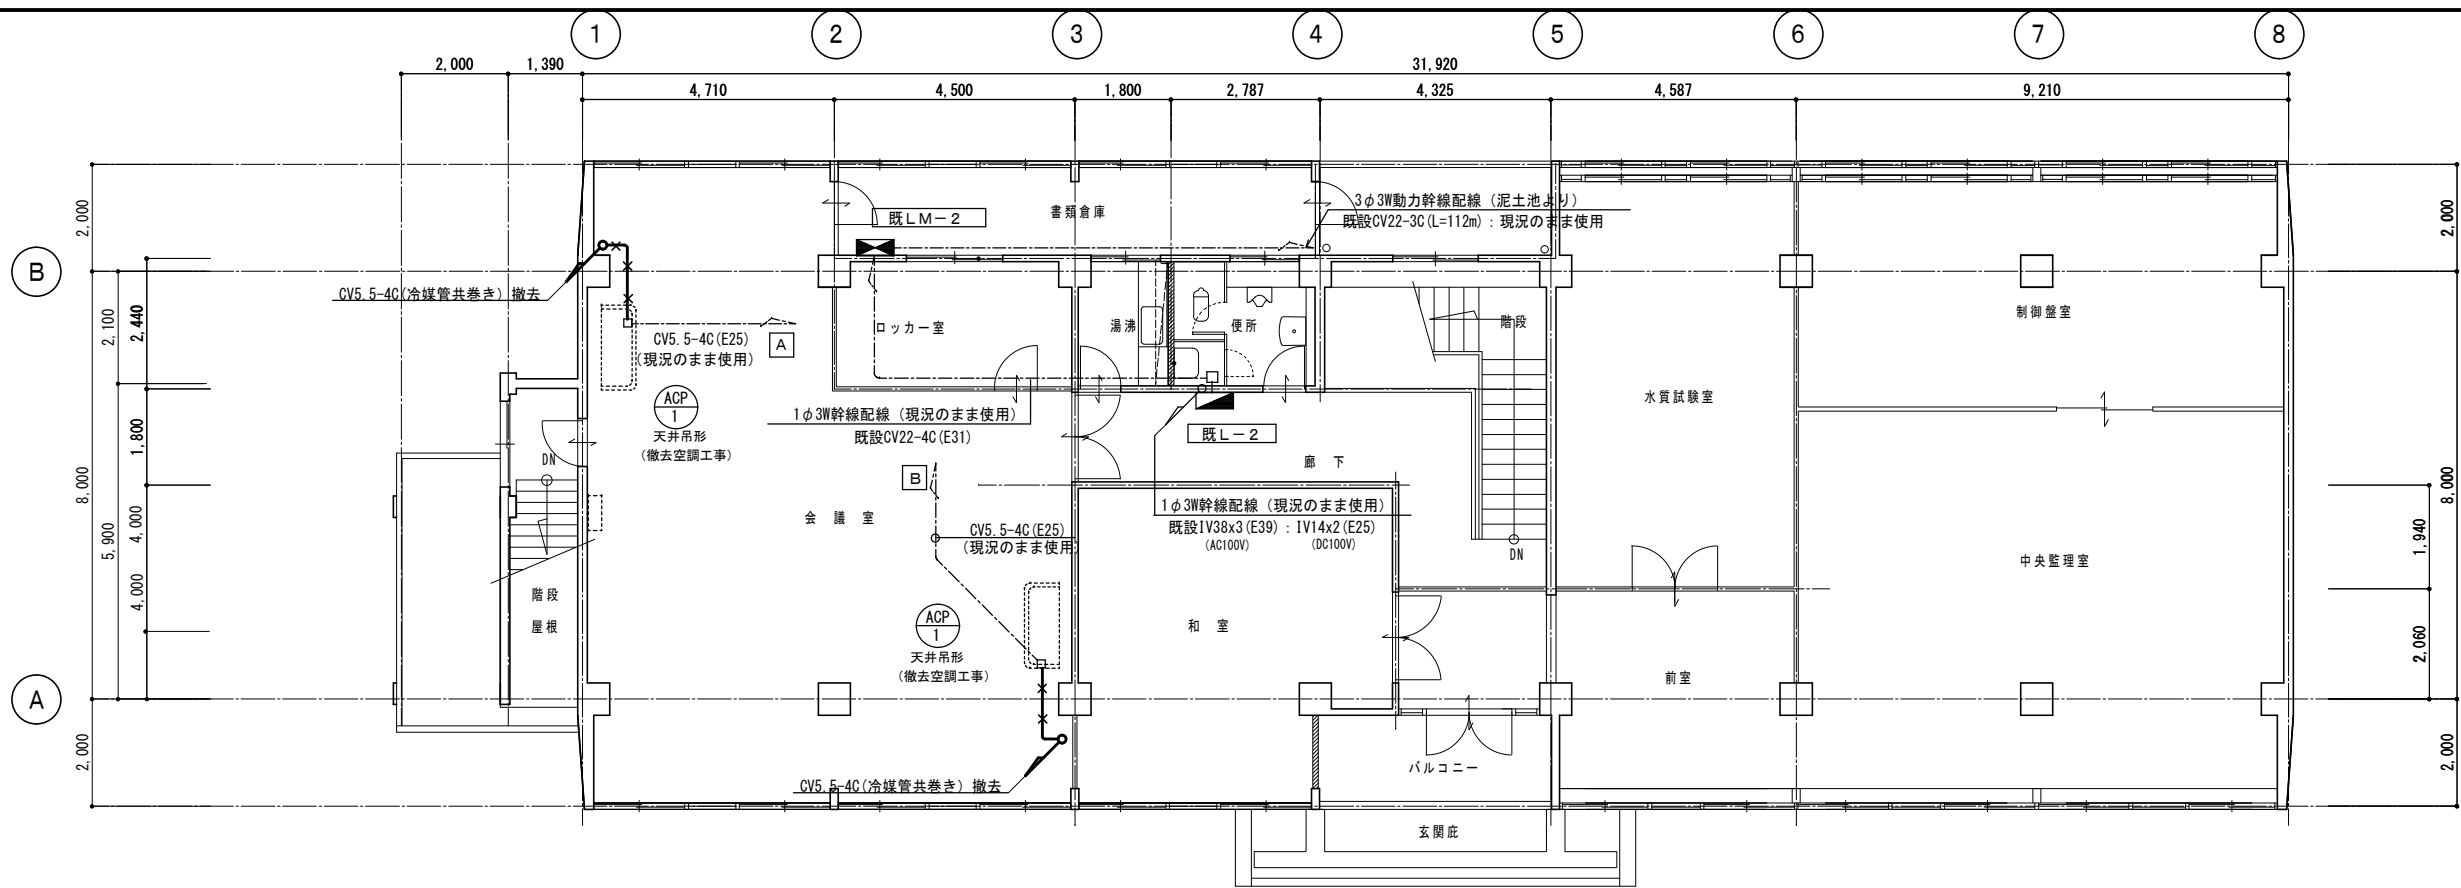 1
2
3
4
5
6
7
8
2,000
1,390
31,920
4,710
4,500
1,800
2,787
4,325
4,587
9,210
B
A
2,000
2,100
2,440
8,000
5,900
1,800
4,000
4,000
2,000
2,000
8,000
1,940
2,060
2,000
既LM-2
書類倉庫
3φ3W動力幹線配線(泥土池より)
既設CV22-3C(L=112m):現況のまま使用
CV5.5-4C(冷媒管共巻き)撤去
CV5.5-4C(E25)
(現況のまま使用)
A
ロッカー室
湯沸
便所
階段
制御盤室
ACP
1
天井吊形
(撤去空調工事)
1φ3W幹線配線(現況のまま使用)
既設CV22-4C(E31)
既L-2
水質試験室
DN
B
廊 下
会 議 室
1φ3W幹線配線(現況のまま使用)
既設IV38x3(E39):IV14x2(E25)
(AC100V)
(DC100V)
CV5.5-4C(E25)
(現況のまま使用)
DN
中央監理室
階段
屋根
ACP
1
天井吊形
(撤去空調工事)
和 室
前室
CV5.5-4C(冷媒管共巻き)撤去
バルコニー
玄関庇